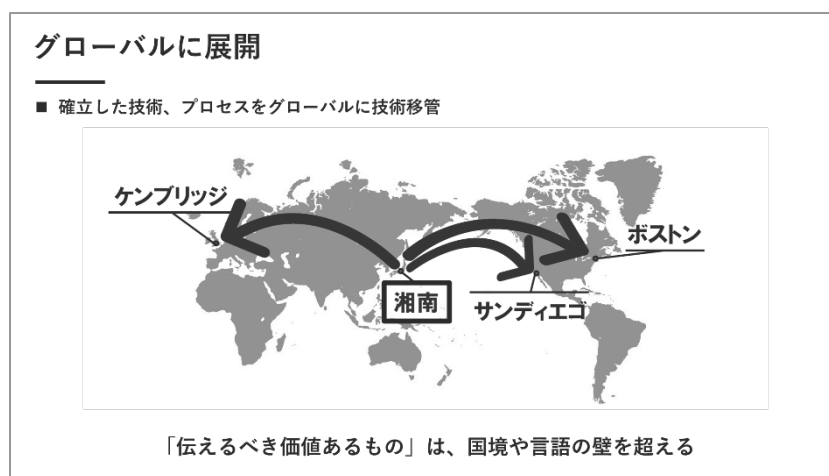 グローバルに展開
■ 確立した技術、プロセスをグローバルに技術移管
ケンブリッジ
ボストン
湘南
サンディエゴ
「伝えるべき価値あるもの」は、国境や言語の壁を超える